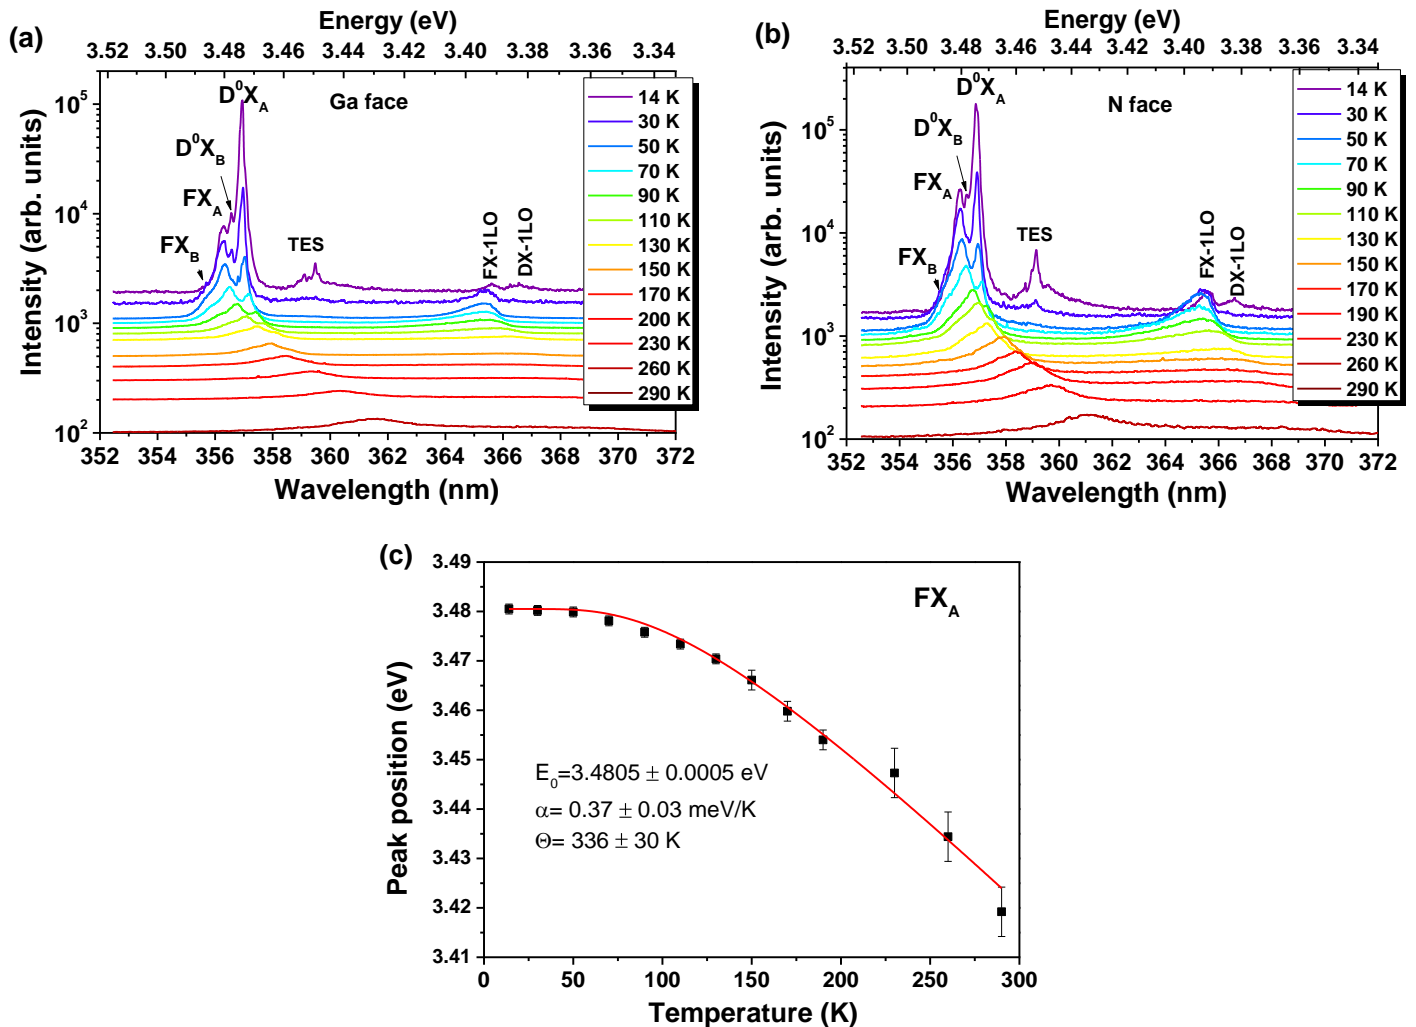 (a)
Energy (eV)
3.52 3.50 3.48 3.46 3.44 3.42 3.40 3.38 3.36 3.34
Intensity (arb. units)
10⁵
10⁴
10³
10²
D⁰X_A
Ga face
D⁰X_B
FX_A
FX_B
TES
FX-1LO
DX-1LO
14 K
30 K
50 K
70 K
90 K
110 K
130 K
150 K
170 K
200 K
230 K
260 K
290 K
352 354 356 358 360 362 364 366 368 370 372
Wavelength (nm)
(b)
Energy (eV)
3.52 3.50 3.48 3.46 3.44 3.42 3.40 3.38 3.36 3.34
Intensity (arb. units)
10⁵
10⁴
10³
10²
D⁰X_A
N face
D⁰X_B
FX_A
FX_B
TES
FX-1LO
DX-1LO
14 K
30 K
50 K
70 K
90 K
110 K
130 K
150 K
170 K
190 K
230 K
260 K
290 K
352 354 356 358 360 362 364 366 368 370 372
Wavelength (nm)
(c)
Peak position (eV)
3.49
3.48
3.47
3.46
3.45
3.44
3.43
3.42
3.41
FX_A
E₀=3.4805 ± 0.0005 eV
α= 0.37 ± 0.03 meV/K
Θ= 336 ± 30 K
0 50 100 150 200 250 300
Temperature (K)